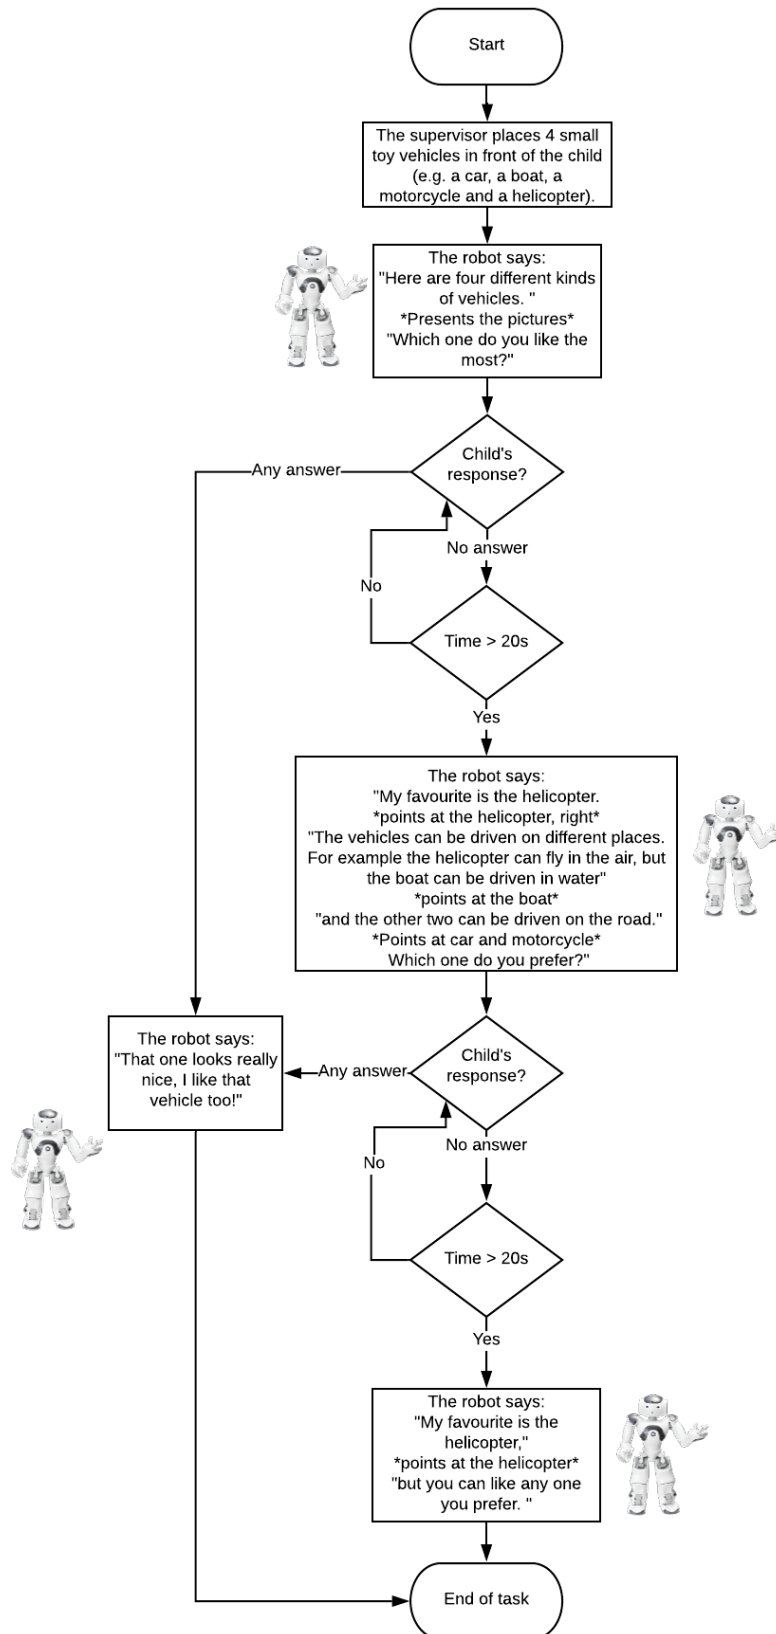 Start
The supervisor places 4 small
toy vehicles in front of the child
(e.g. a car, a boat, a
motorcycle and a helicopter).
The robot says:
"Here are four different kinds
of vehicles. "
*Presents the pictures*
"Which one do you like the
most?"
Child's
response?
Any answer
No answer
No
Time > 20s
Yes
The robot says:
"My favourite is the helicopter.
*points at the helicopter, right*
"The vehicles can be driven on different places.
For example the helicopter can fly in the air, but
the boat can be driven in water"
*points at the boat*
"and the other two can be driven on the road."
*Points at car and motorcycle*
Which one do you prefer?"
Child's
response?
Any answer
The robot says:
"That one looks really
nice, I like that
vehicle too!"
No answer
No
Time > 20s
Yes
The robot says:
"My favourite is the
helicopter,"
*points at the helicopter*
"but you can like any one
you prefer. "
End of task